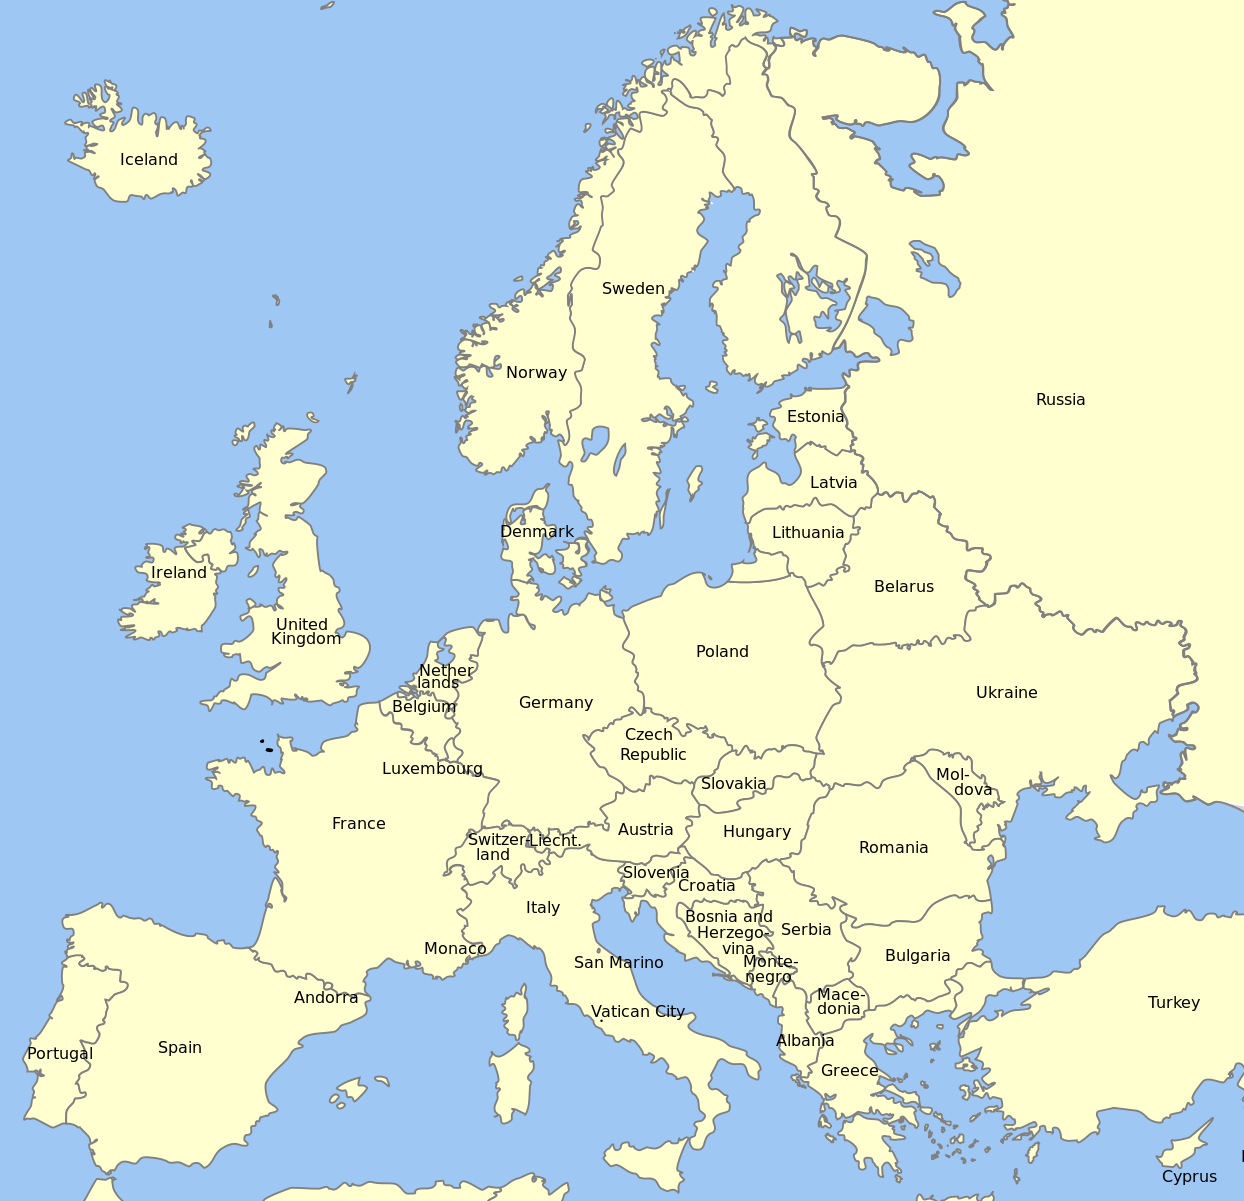 Iceland
Sweden
Norway
Russia
Estonia
Latvia
Denmark
Lithuania
Ireland
Belarus
United
Kingdom
Poland
Nether
lands
Ukraine
Belgium
Germany
Czech
Republic
Luxembourg
Slovakia
Mol-
dova
France
Austria
Hungary
Switzer-
land
Liecht.
Romania
Slovenia
Croatia
Italy
Bosnia and
Herzego-
vina
Serbia
Monaco
Bulgaria
San Marino
Monte-
negro
Andorra
Mace-
donia
Turkey
Vatican City
Albania
Portugal
Spain
Greece
Cyprus